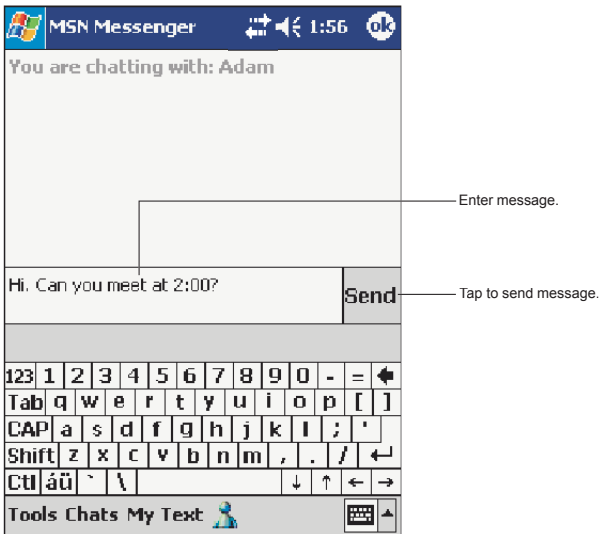 MSN Messenger 1:56 ok
You are chatting with: Adam
Enter message.
Hi. Can you meet at 2:00?
Send
Tap to send message.
123 1 2 3 4 5 6 7 8 9 0 - = 🡄
Tab q w e r t y u i o p [ ]
CAP a s d f g h j k l ; '
Shift z x c v b n m , . / ↵
Ctl áü ` \ ↓ ↑ ← →
Tools Chats My Text